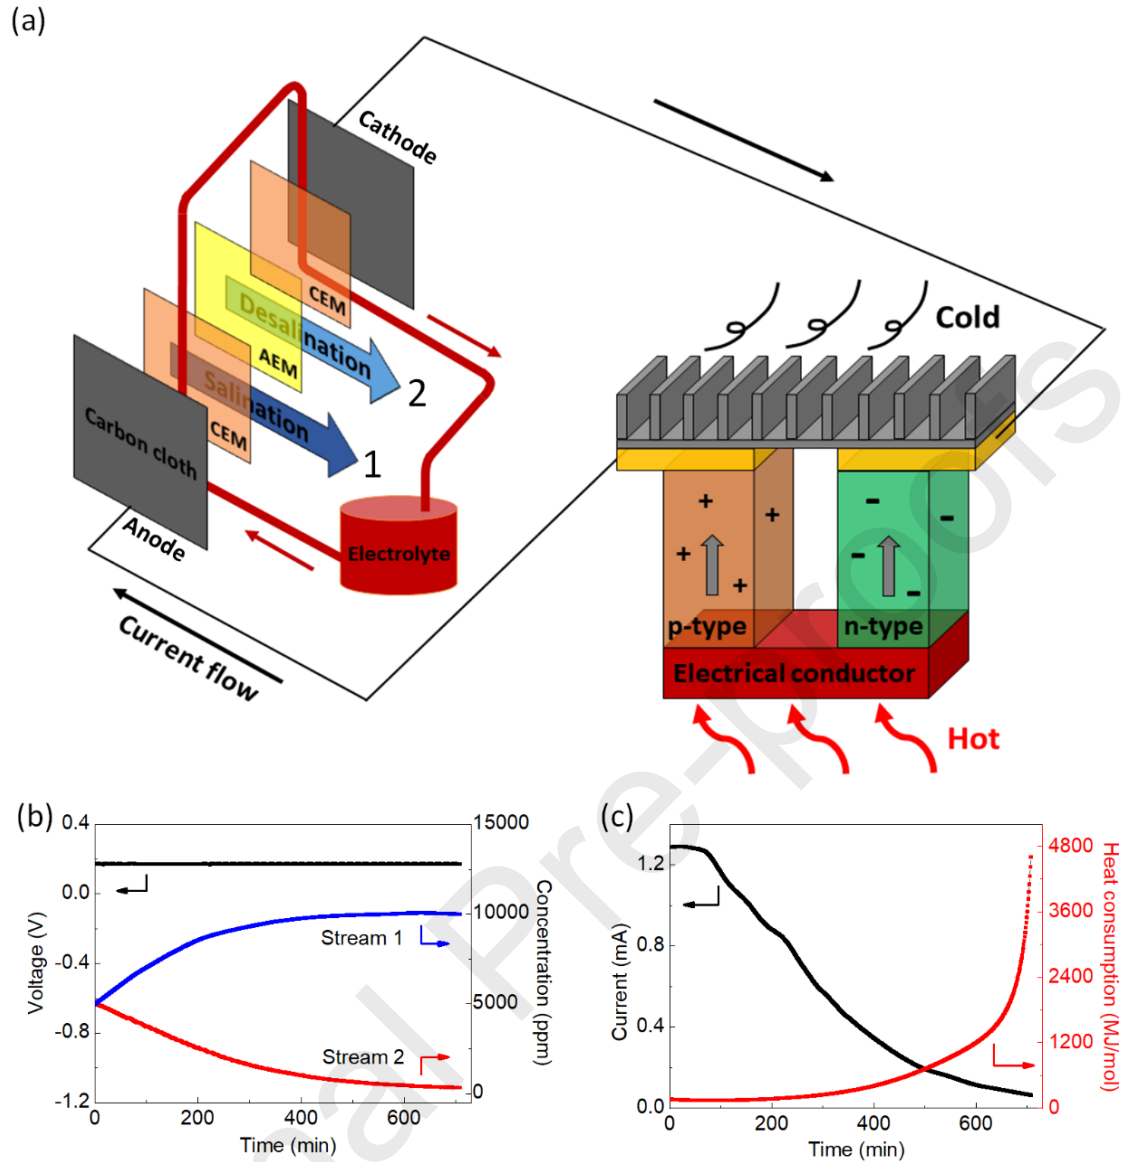 (a)
Cathode
CEM
Desalination
AEM
2
Salination
CEM
1
Carbon cloth
Anode
Electrolyte
Current flow
Cold
+
+
+
+
-
-
-
-
p-type
n-type
Electrical conductor
Hot
(b)
0.4
0.0
-0.4
-0.8
-1.2
Voltage (V)
15000
10000
5000
0
Concentration (ppm)
Stream 1
Stream 2
0
200
400
600
Time (min)
(c)
1.2
0.8
0.4
0.0
Current (mA)
4800
3600
2400
1200
0
Heat consumption (MJ/mol)
0
200
400
600
Time (min)
nal Pre-proofs